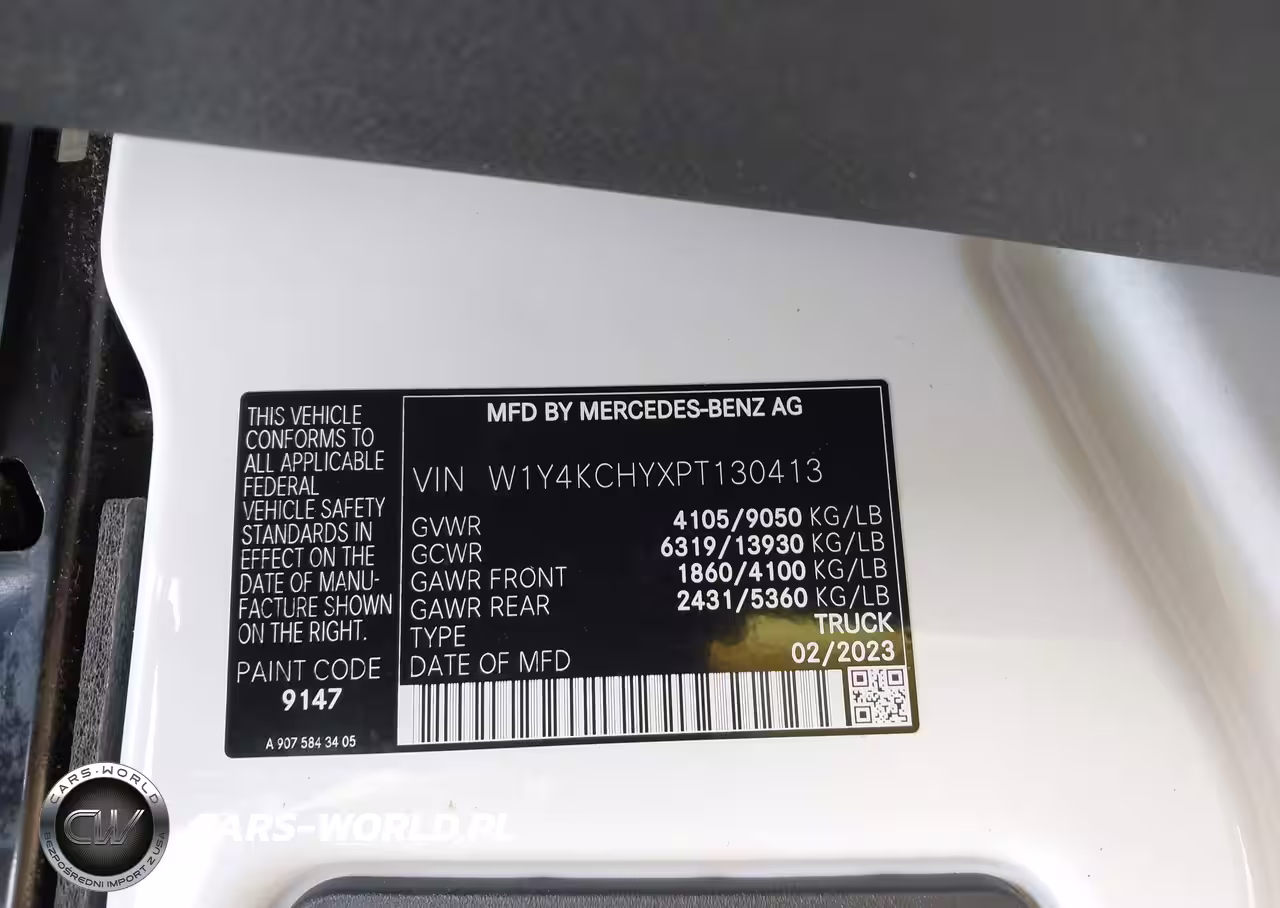 THIS VEHICLE
CONFORMS TO
ALL APPLICABLE
FEDERAL
VEHICLE SAFETY
STANDARDS IN
EFFECT ON THE
DATE OF MANU-
FACTURE SHOWN
ON THE RIGHT.
PAINT CODE
9147
A 907 584 34 05
MFD BY MERCEDES-BENZ AG
VIN W1Y4KCHYXPT130413
GVWR 4105/9050 KG/LB
GCWR 6319/13930 KG/LB
GAWR FRONT 1860/4100 KG/LB
GAWR REAR 2431/5360 KG/LB
TYPE TRUCK
DATE OF MFD 02/2023
CARS-WORLD
CW
BEZPOŚREDNI IMPORT Z USA
CARS-WORLD.PL